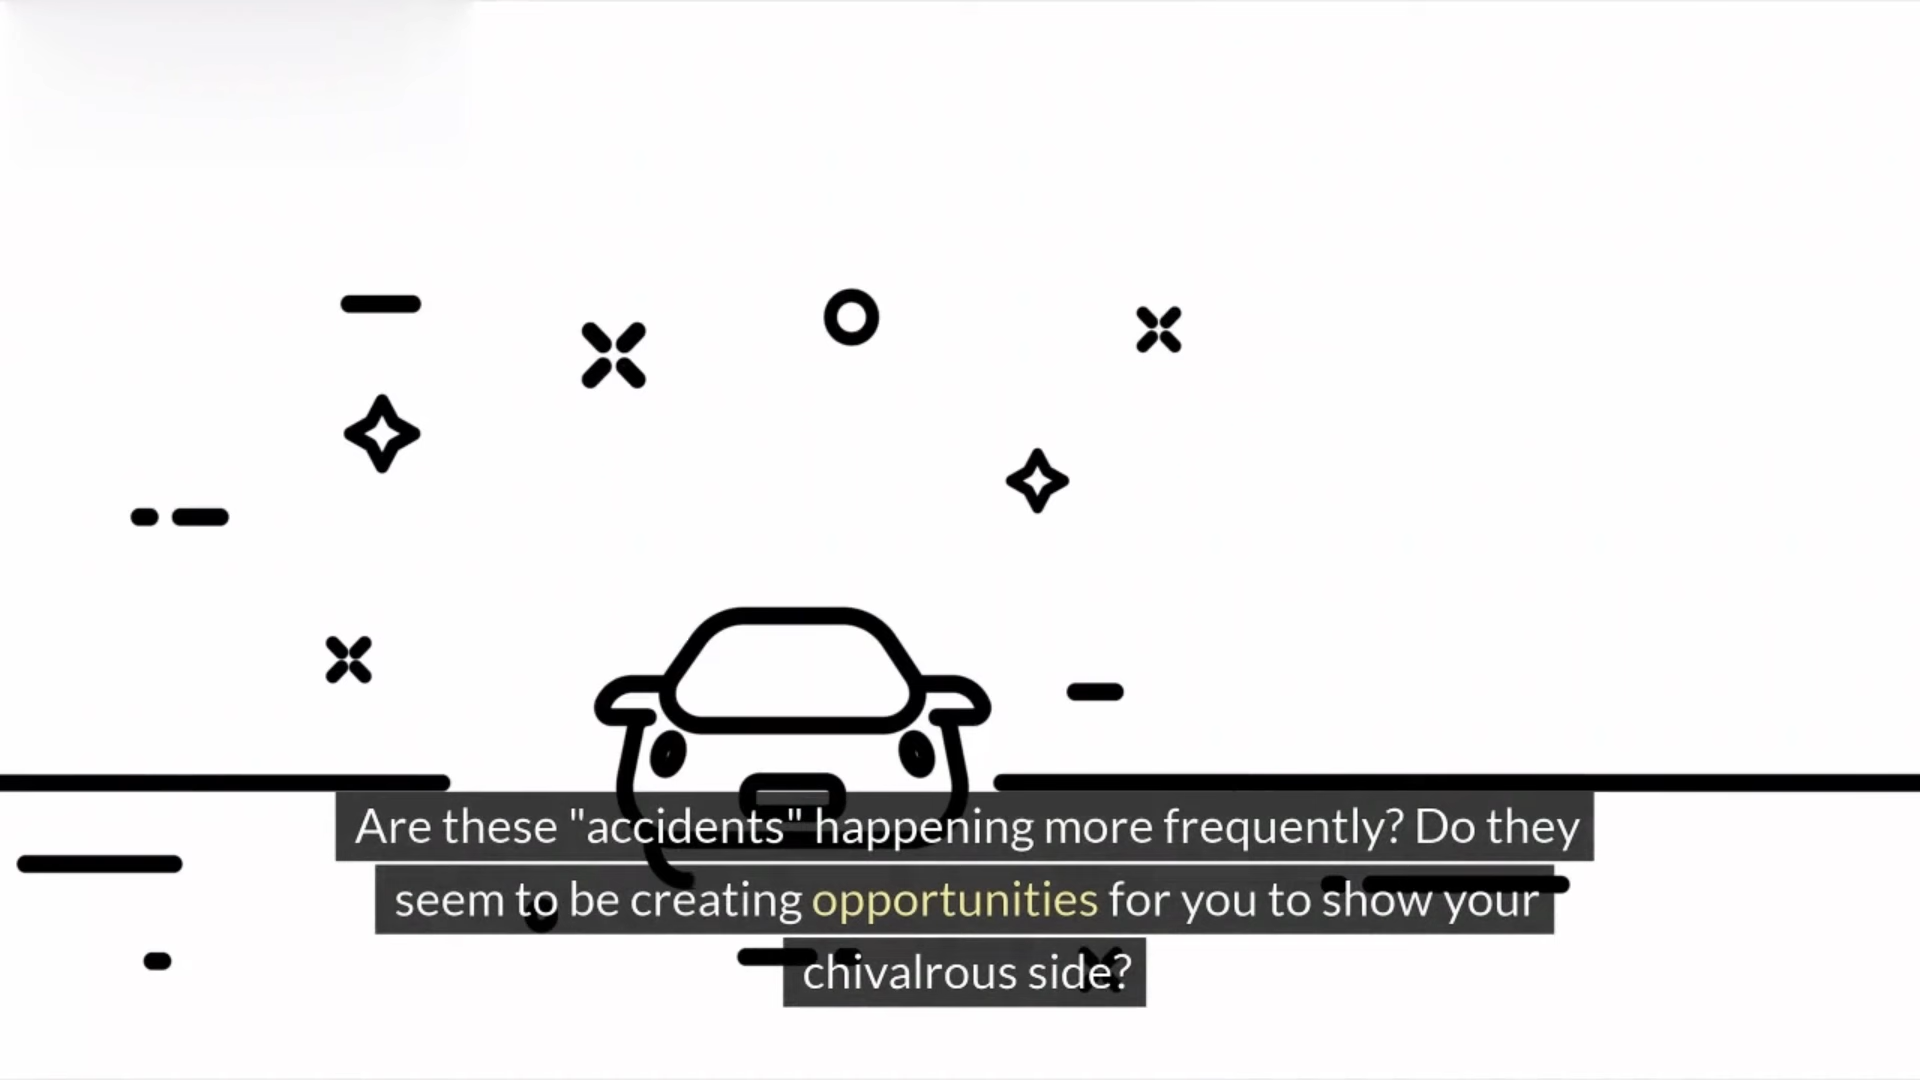 Are these "accidents" happening more frequently? Do they
seem to be creating opportunities for you to show your
chivalrous side?